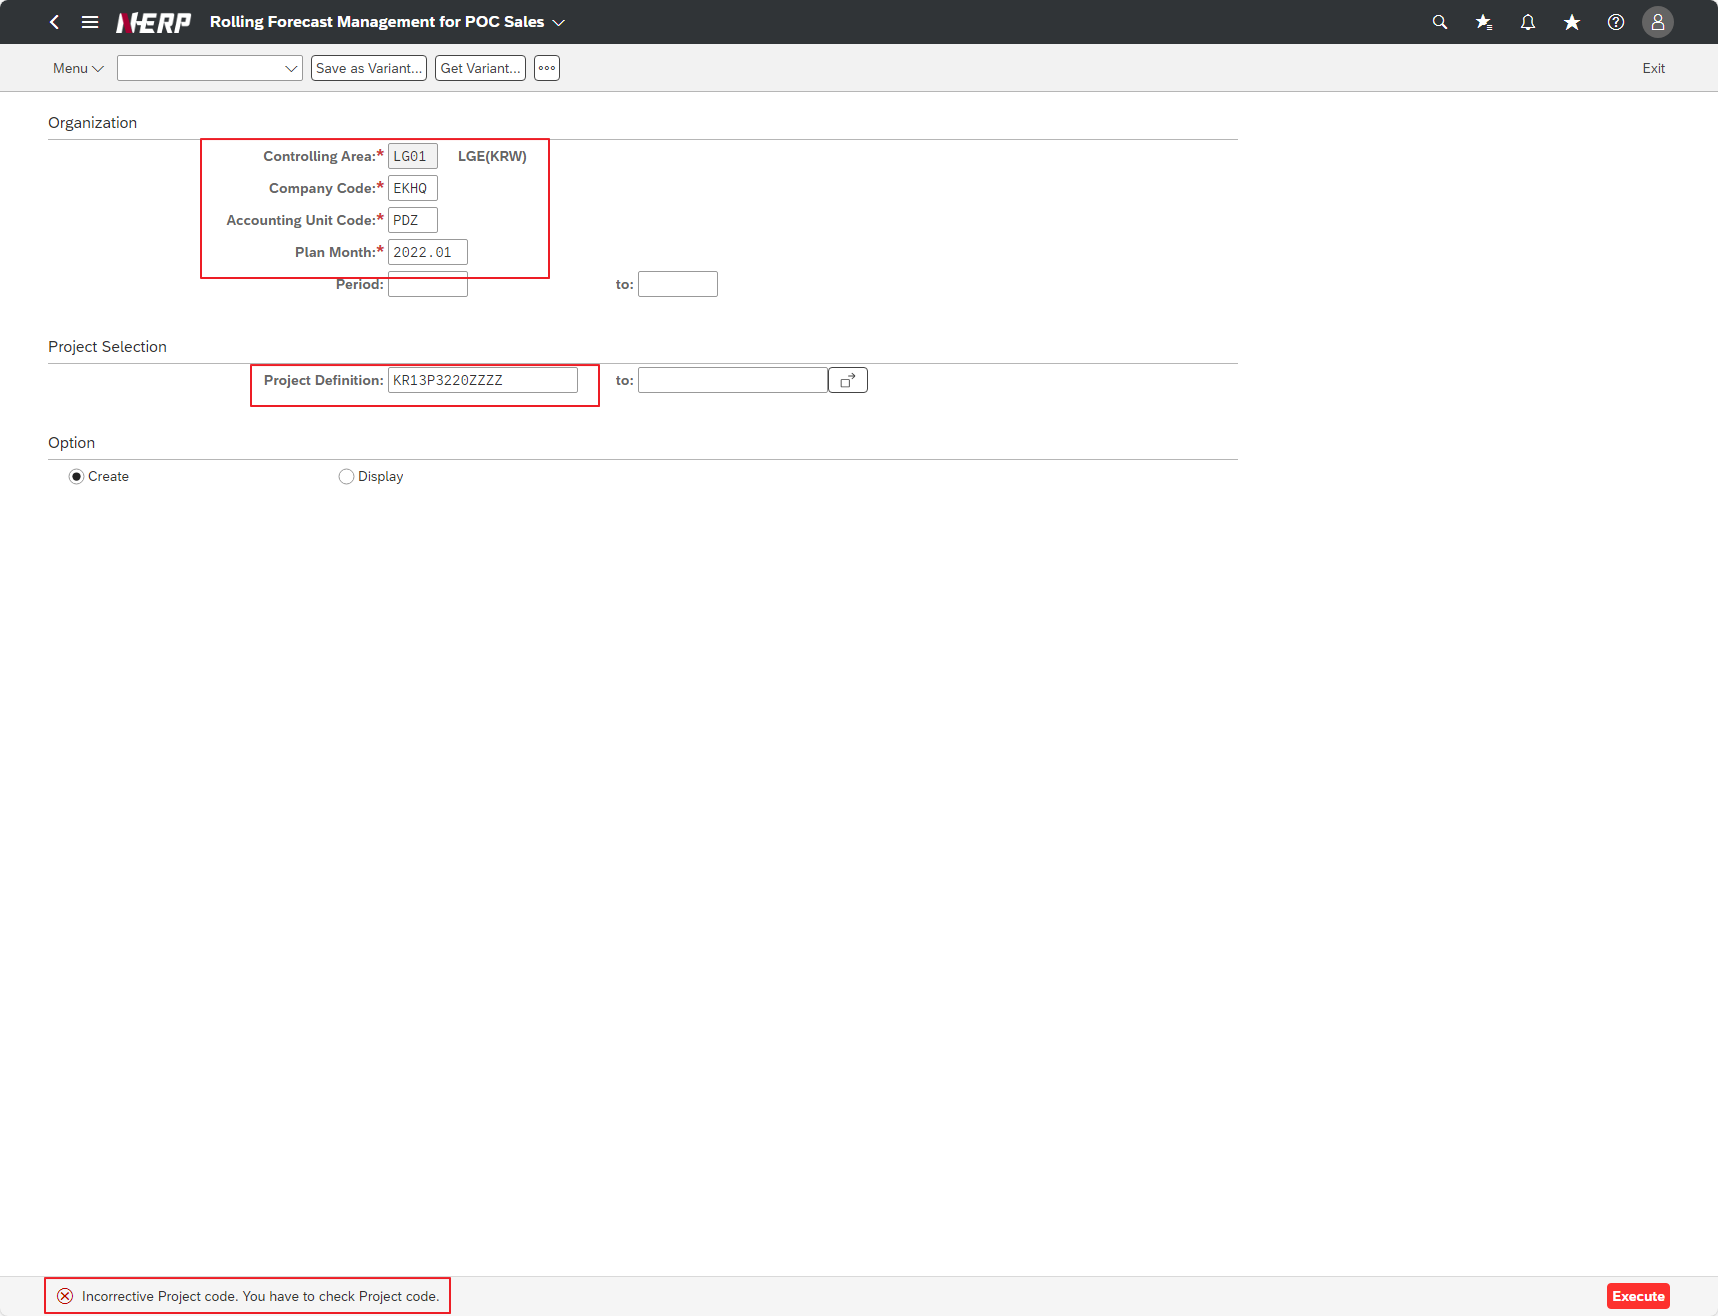 NERP Rolling Forecast Management for POC Sales
Menu Save as Variant... Get Variant... Exit
Organization
Controlling Area:* LG01 LGE(KRW)
Company Code:* EKHQ
Accounting Unit Code:* PDZ
Plan Month:* 2022.01
Period: to:
Project Selection
Project Definition: KR13P3220ZZZZ to:
Option
Create Display
Incorrective Project code. You have to check Project code. Execute